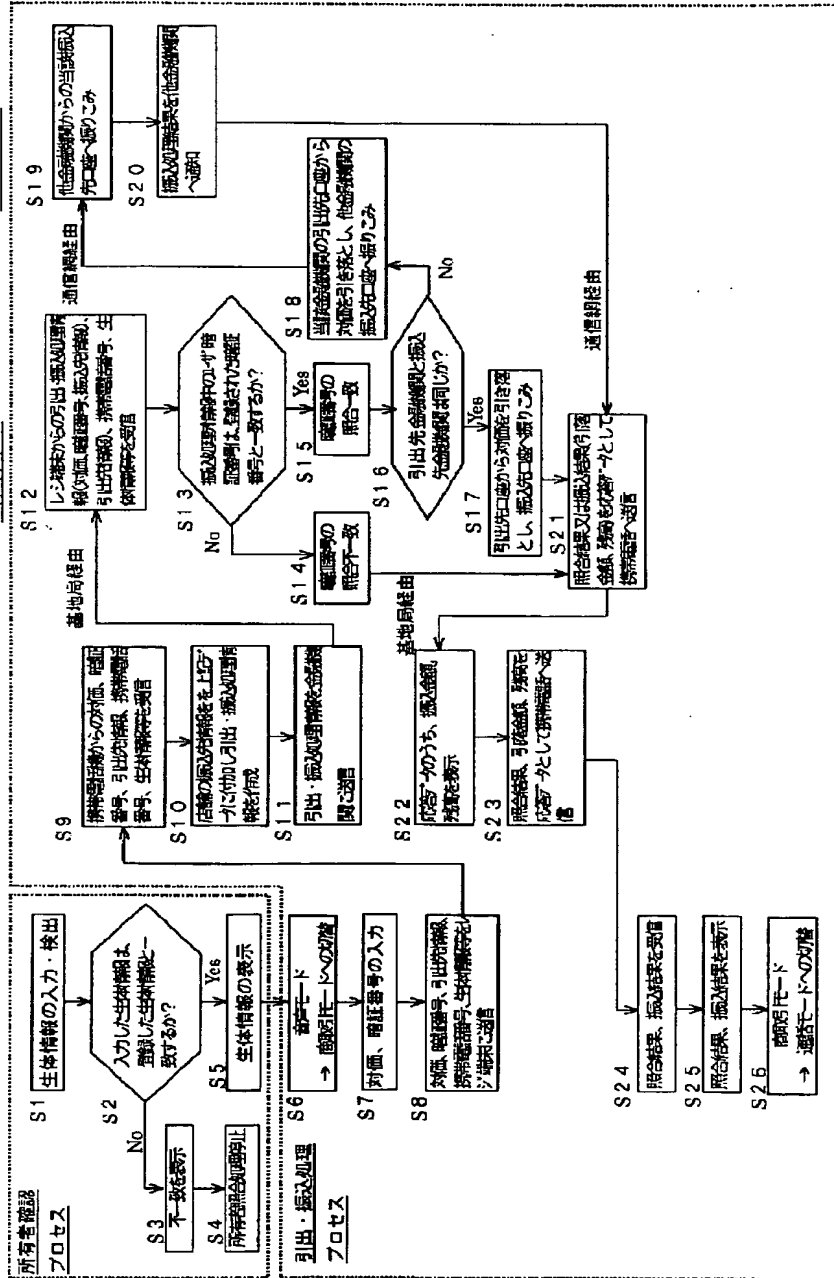 所有者確認
プロセス
S1
生体情報の入力・検出
S2
入力した生体情報は、
登録した生体情報と一
致するか？
No
Yes
S3
不一致を表示
S4
所有者照合処理停止
S5
生体情報の表示
引出・振込処理
プロセス
S6
音声モード
→ 商取引モードへの切替
S7
対価、暗証番号の入力
S8
対価、暗証番号、引出先情報、
携帯電話番号、生体情報等をレ
ジ端末に送信
S9
携帯電話機からの対価、暗証
番号、引出先情報、携帯電話
番号、生体情報等を受信
S10
店舗の振込先情報をを上記デ
ータに付加し引出・振込処理情
報を作成
S11
引出・振込処理情報を金融機
関に送信
基地局経由
S12
レジ端末からの引出・振込処理情
報（対価、暗証番号、振込先情報）、
引出先情報、携帯電話番号、生
体情報等を受信
S13
振込処理情報中のユーザ暗
証番号は、登録された暗証
番号と一致するか？
No
Yes
S14
暗証番号の
照合不一致
S15
暗証番号の
照合一致
S16
引出先金融機関と振込
先金融機関は同じか？
No
Yes
S17
引出先口座から対価を引き落
とし、振込先口座へ振りこみ
S18
当該金融機関の引出先口座から
対価を引き落とし、他金融機関の
振込先口座へ振りこみ
通信網経由
S19
他金融機関からの当該振込
先口座へ振りこみ
S20
振込処理結果を他金融機関
へ通知
通信網経由
S21
照合結果又は振込結果（引落
金額、残高）を応答データとして
携帯電話へ送信
基地局経由
S22
応答データのうち、振込金額、
残高を表示
S23
照合結果、引落金額、残高を
応答データとして携帯電話へ送
信
S24
照合結果、振込結果を受信
S25
照合結果、振込結果を表示
S26
商取引モード
→ 通話モードへの切替